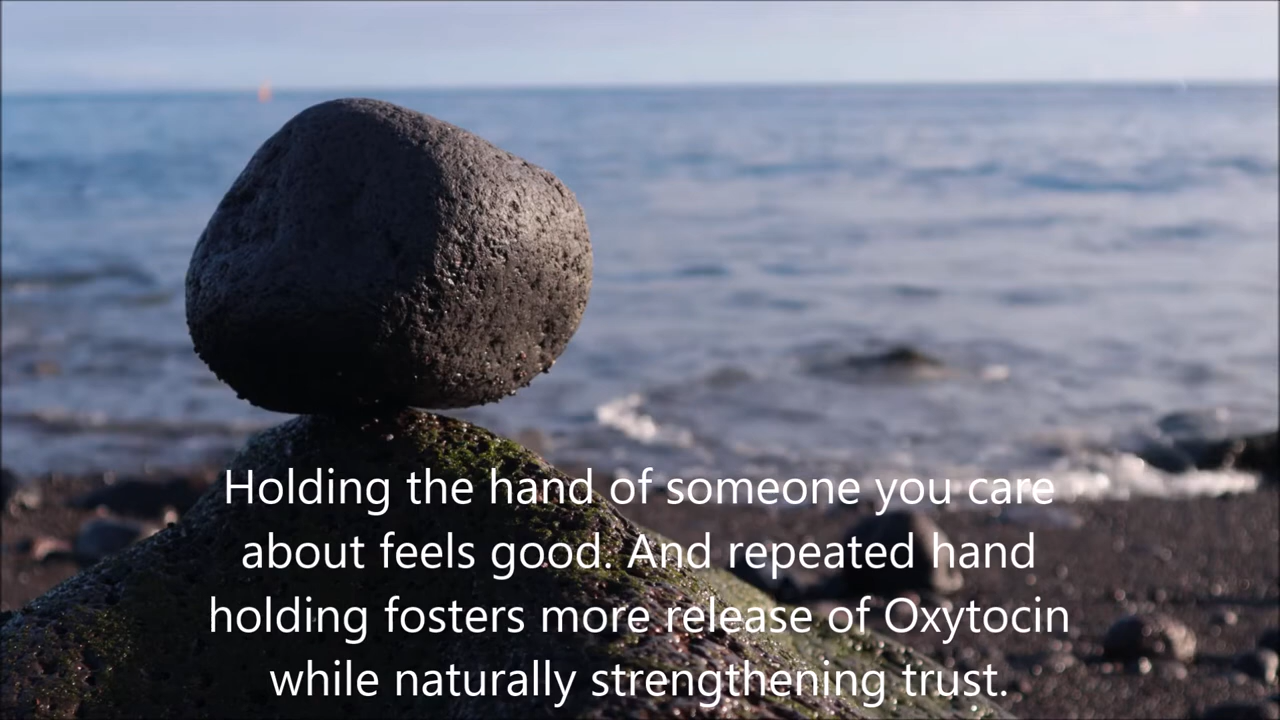 Holding the hand of someone you care
about feels good. And repeated hand
holding fosters more release of Oxytocin
while naturally strengthening trust.